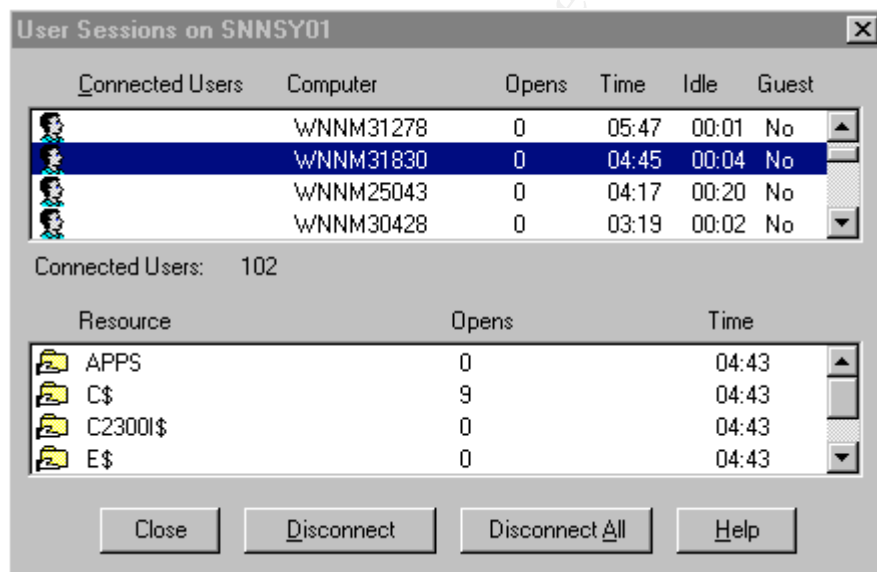 User Sessions on SNNSY01
Connected Users Computer Opens Time Idle Guest
WNNM31278 0 05:47 00:01 No
WNNM31830 0 04:45 00:04 No
WNNM25043 0 04:17 00:20 No
WNNM30428 0 03:19 00:02 No
Connected Users: 102
Resource Opens Time
APPS 0 04:43
C$ 9 04:43
C2300I$ 0 04:43
E$ 0 04:43
Close Disconnect Disconnect All Help